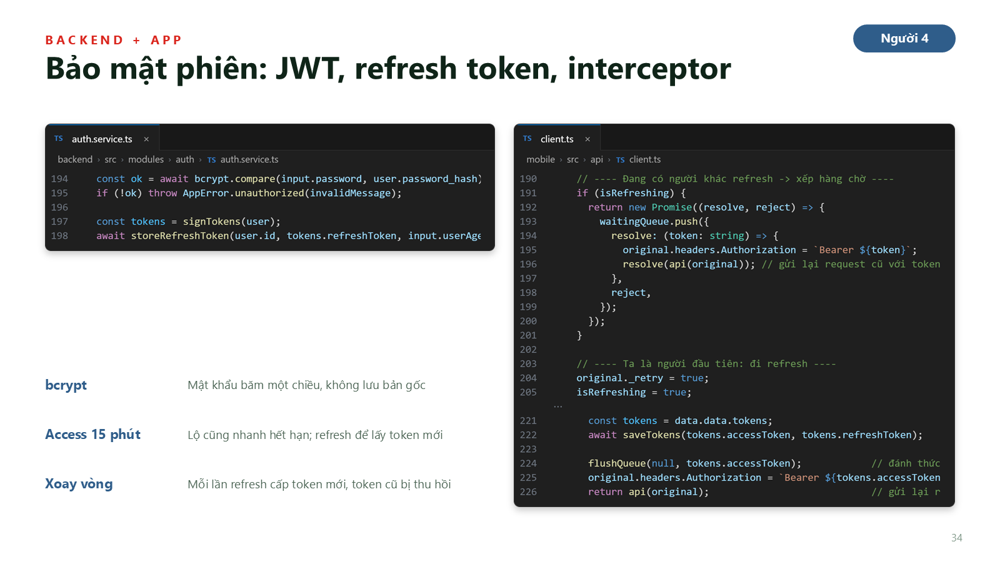 BACKEND + APP
Người 4
Bảo mật phiên: JWT, refresh token, interceptor
TS auth.service.ts ×
backend › src › modules › auth › TS auth.service.ts
194 const ok = await bcrypt.compare(input.password, user.password_hash)
195 if (!ok) throw AppError.unauthorized(invalidMessage);
196
197 const tokens = signTokens(user);
198 await storeRefreshToken(user.id, tokens.refreshToken, input.userAge
bcrypt Mật khẩu băm một chiều, không lưu bản gốc
Access 15 phút Lộ cũng nhanh hết hạn; refresh để lấy token mới
Xoay vòng Mỗi lần refresh cấp token mới, token cũ bị thu hồi
TS client.ts ×
mobile › src › api › TS client.ts
190 // ---- Đang có người khác refresh -> xếp hàng chờ ----
191 if (isRefreshing) {
192 return new Promise((resolve, reject) => {
193 waitingQueue.push({
194 resolve: (token: string) => {
195 original.headers.Authorization = `Bearer ${token}`;
196 resolve(api(original)); // gửi lại request cũ với token
197 },
198 reject,
199 });
200 });
201 }
202
203 // ---- Ta là người đầu tiên: đi refresh ----
204 original._retry = true;
205 isRefreshing = true;
...
221 const tokens = data.data.tokens;
222 await saveTokens(tokens.accessToken, tokens.refreshToken);
223
224 flushQueue(null, tokens.accessToken); // đánh thức
225 original.headers.Authorization = `Bearer ${tokens.accessToken
226 return api(original); // gửi lại r
34